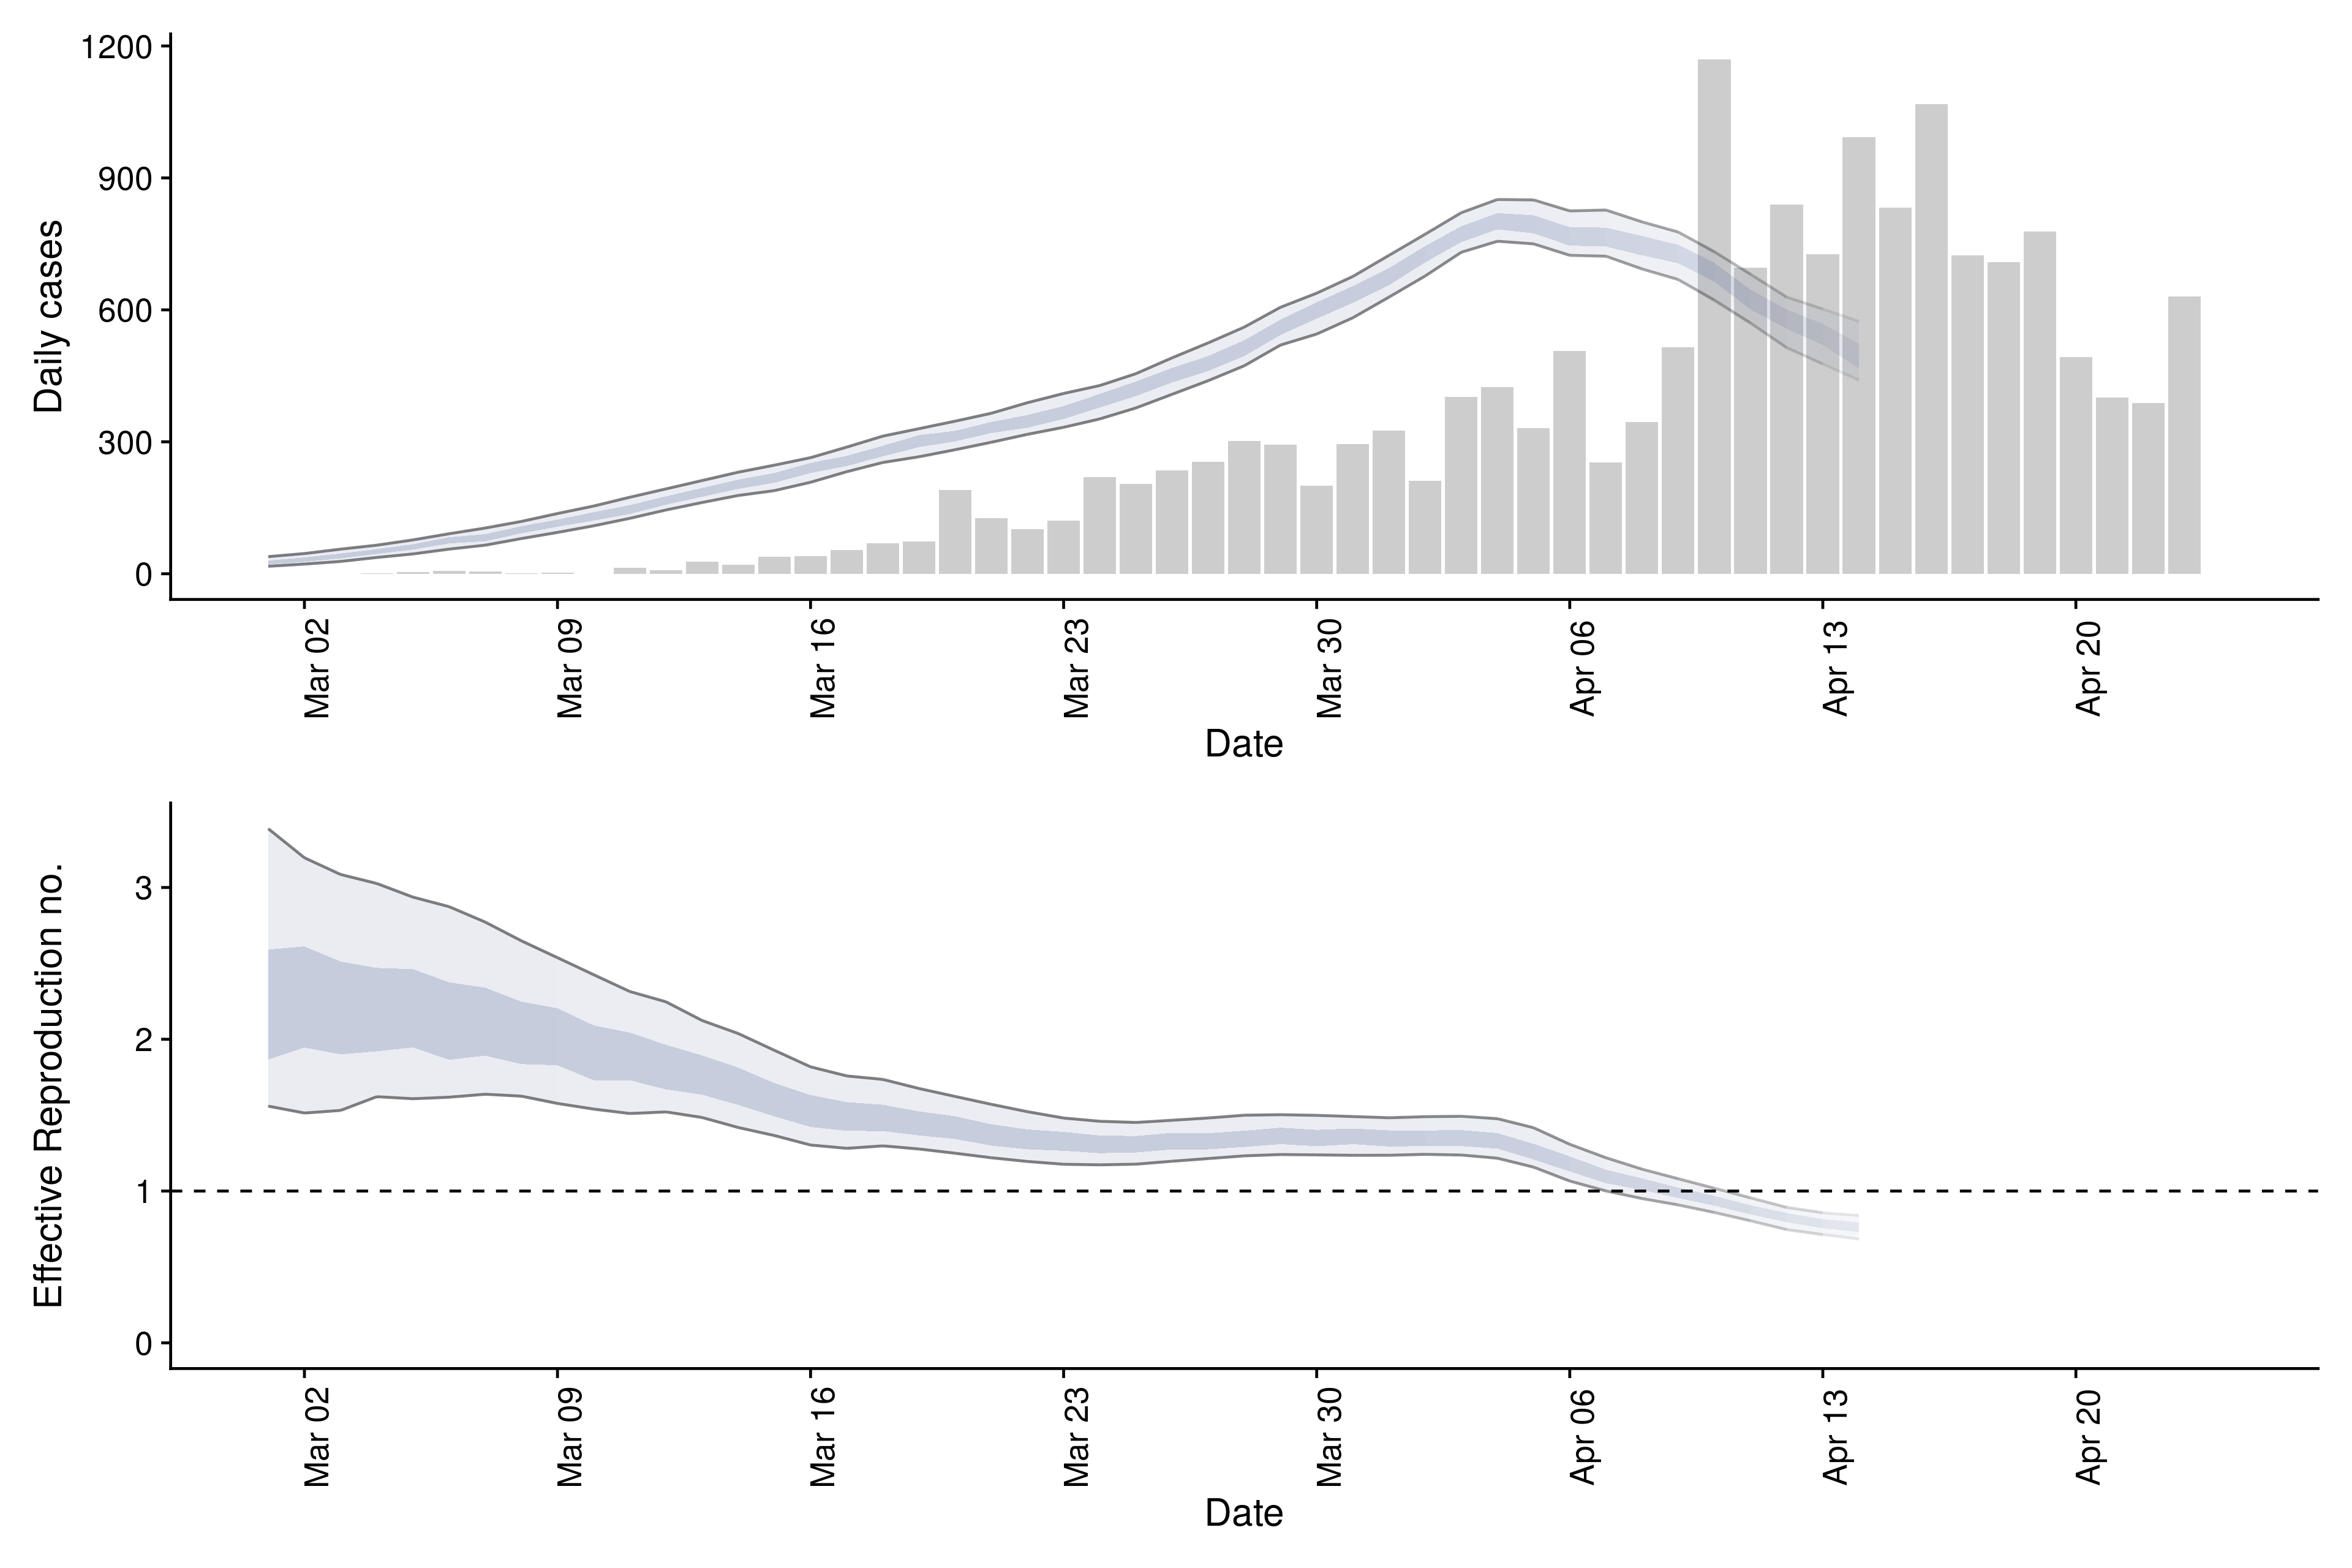 Daily cases
1200
900
600
300
0
Mar 02
Mar 09
Mar 16
Mar 23
Mar 30
Apr 06
Apr 13
Apr 20
Date
Effective Reproduction no.
3
2
1
0
Mar 02
Mar 09
Mar 16
Mar 23
Mar 30
Apr 06
Apr 13
Apr 20
Date